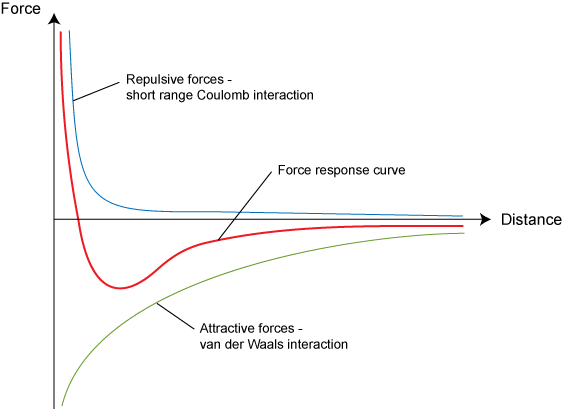 Force
Repulsive forces -
short range Coulomb interaction
Force response curve
Distance
Attractive forces -
van der Waals interaction